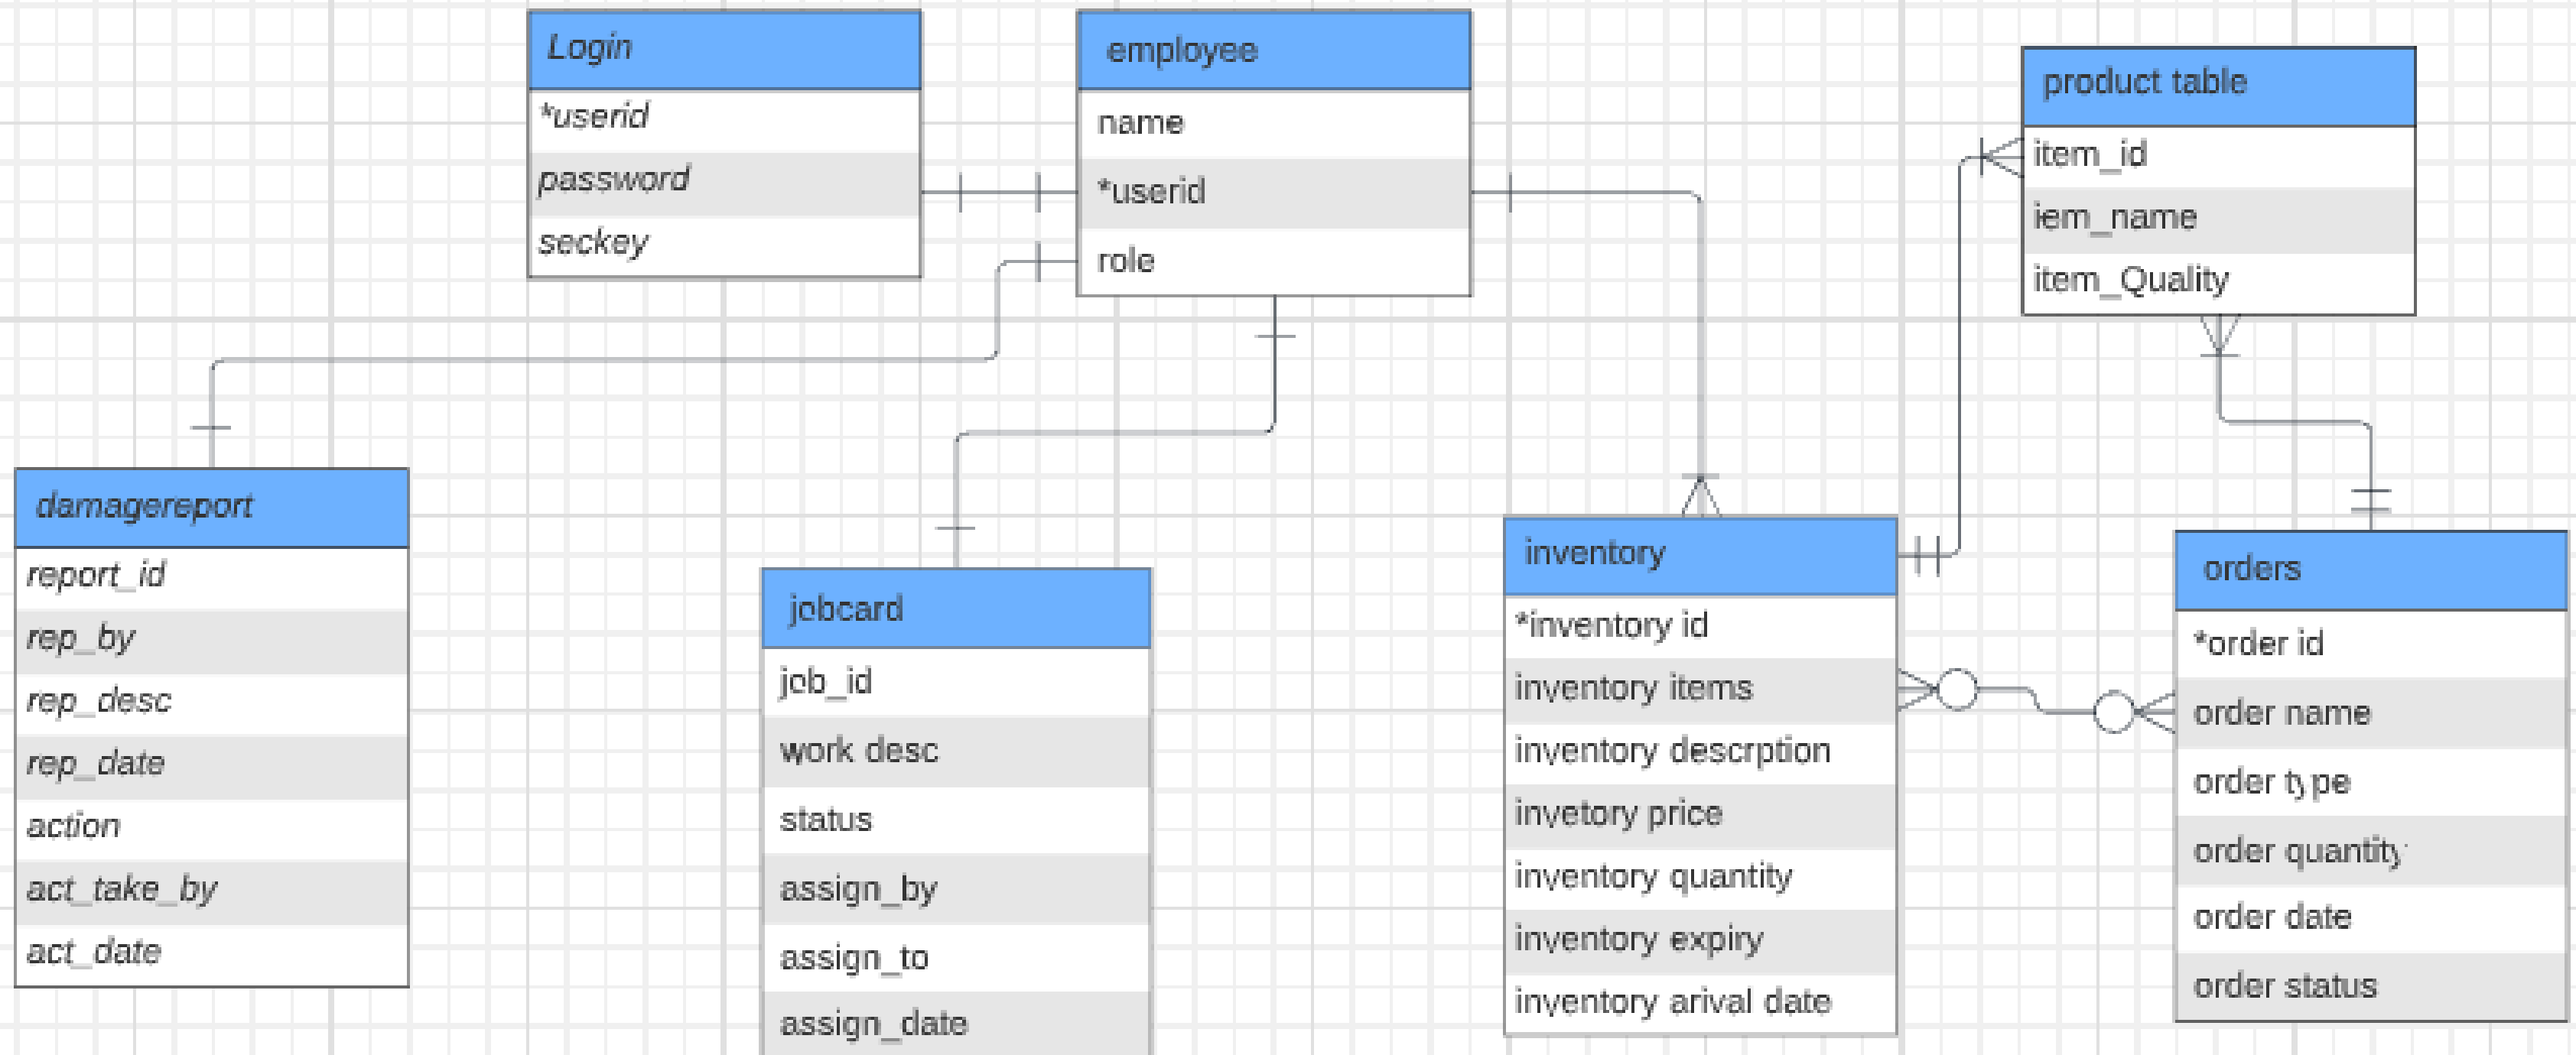 Login
*userid
password
seckey
employee
name
*userid
role
product table
item_id
iem_name
item_Quality
damagereport
report_id
rep_by
rep_desc
rep_date
action
act_take_by
act_date
jobcard
job_id
work desc
status
assign_by
assign_to
assign_date
inventory
*inventory id
inventory items
inventory descrption
invetory price
inventory quantity
inventory expiry
inventory arival date
orders
*order id
order name
order type
order quantity
order date
order status